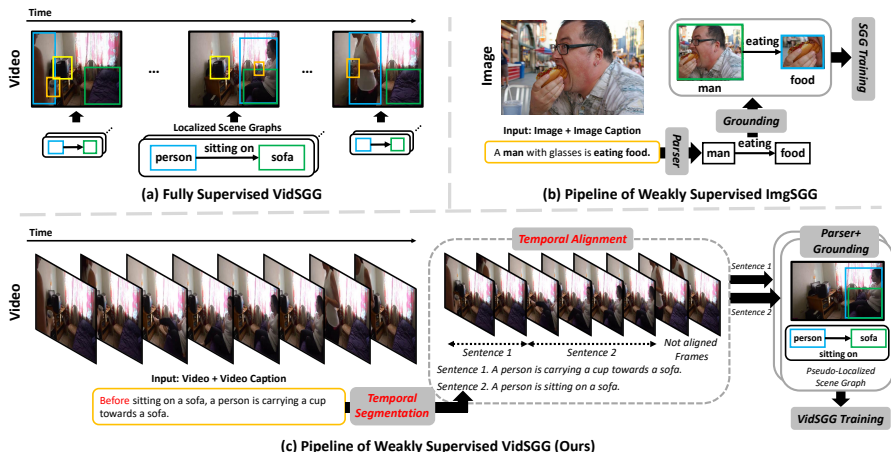 Time
Video
...
...
Localized Scene Graphs
person
sitting on
sofa
(a) Fully Supervised VidSGG
Image
Input: Image + Image Caption
A man with glasses is eating food.
Parser
man
eating
food
Grounding
man
eating
food
SGG Training
(b) Pipeline of Weakly Supervised ImgSGG
Time
Video
Input: Video + Video Caption
Before sitting on a sofa, a person is carrying a cup
towards a sofa.
Temporal
Segmentation
Temporal Alignment
Sentence 1
Sentence 2
Not aligned
Frames
Sentence 1. A person is carrying a cup towards a sofa.
Sentence 2. A person is sitting on a sofa.
Sentence 1
Sentence 2
Parser+
Grounding
person
sofa
sitting on
Pseudo-Localized
Scene Graph
VidSGG Training
(c) Pipeline of Weakly Supervised VidSGG (Ours)